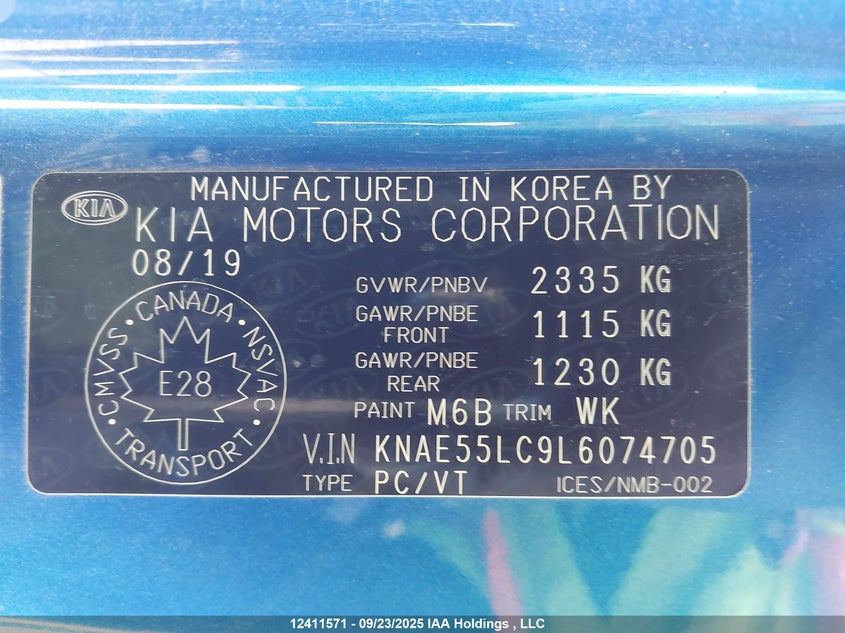 MANUFACTURED IN KOREA BY
KIA KIA MOTORS CORPORATION
08/19
GVWR/PNBV 2335 KG
GAWR/PNBE FRONT 1115 KG
GAWR/PNBE REAR 1230 KG
CMVSS · CANADA · NSVAC · TRANSPORT ·
E28
PAINT M6B TRIM WK
V.I.N KNAE55LC9L6074705
TYPE PC/VT ICES/NMB-002
12411571 - 09/23/2025 IAA Holdings , LLC